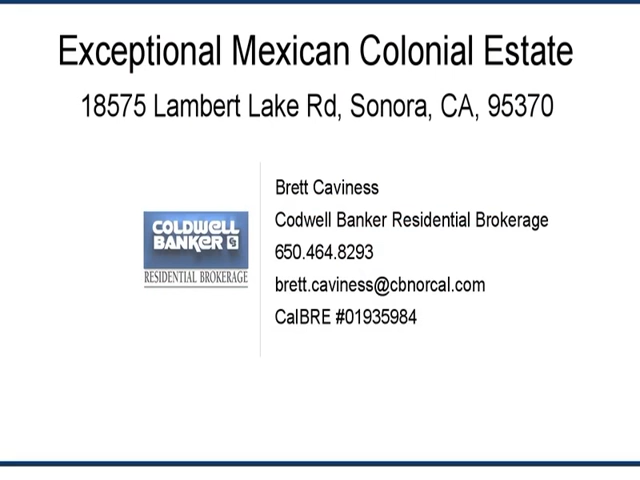 Exceptional Mexican Colonial Estate
18575 Lambert Lake Rd, Sonora, CA, 95370
COLDWELL
BANKER CB
RESIDENTIAL BROKERAGE
Brett Caviness
Codwell Banker Residential Brokerage
650.464.8293
brett.caviness@cbnorcal.com
CalBRE #01935984